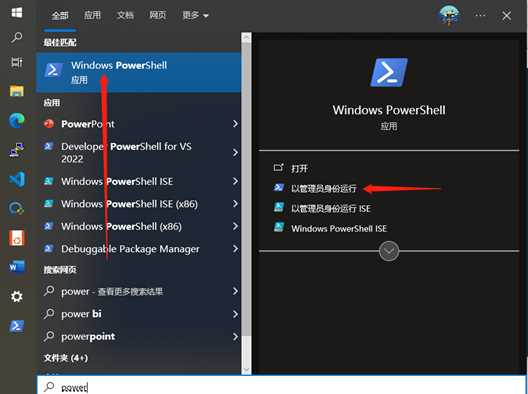 全部 应用 文档 网页 更多
最佳匹配
Windows PowerShell
应用
应用
PowerPoint
Developer PowerShell for VS
2022
Windows PowerShell ISE
Windows PowerShell ISE (x86)
Windows PowerShell (x86)
Debuggable Package Manager
搜索网页
power - 查看更多搜索结果
power bi
powerpoint
文件夹 (4+)
power
Windows PowerShell
应用
打开
以管理员身份运行
以管理员身份运行 ISE
Windows PowerShell ISE